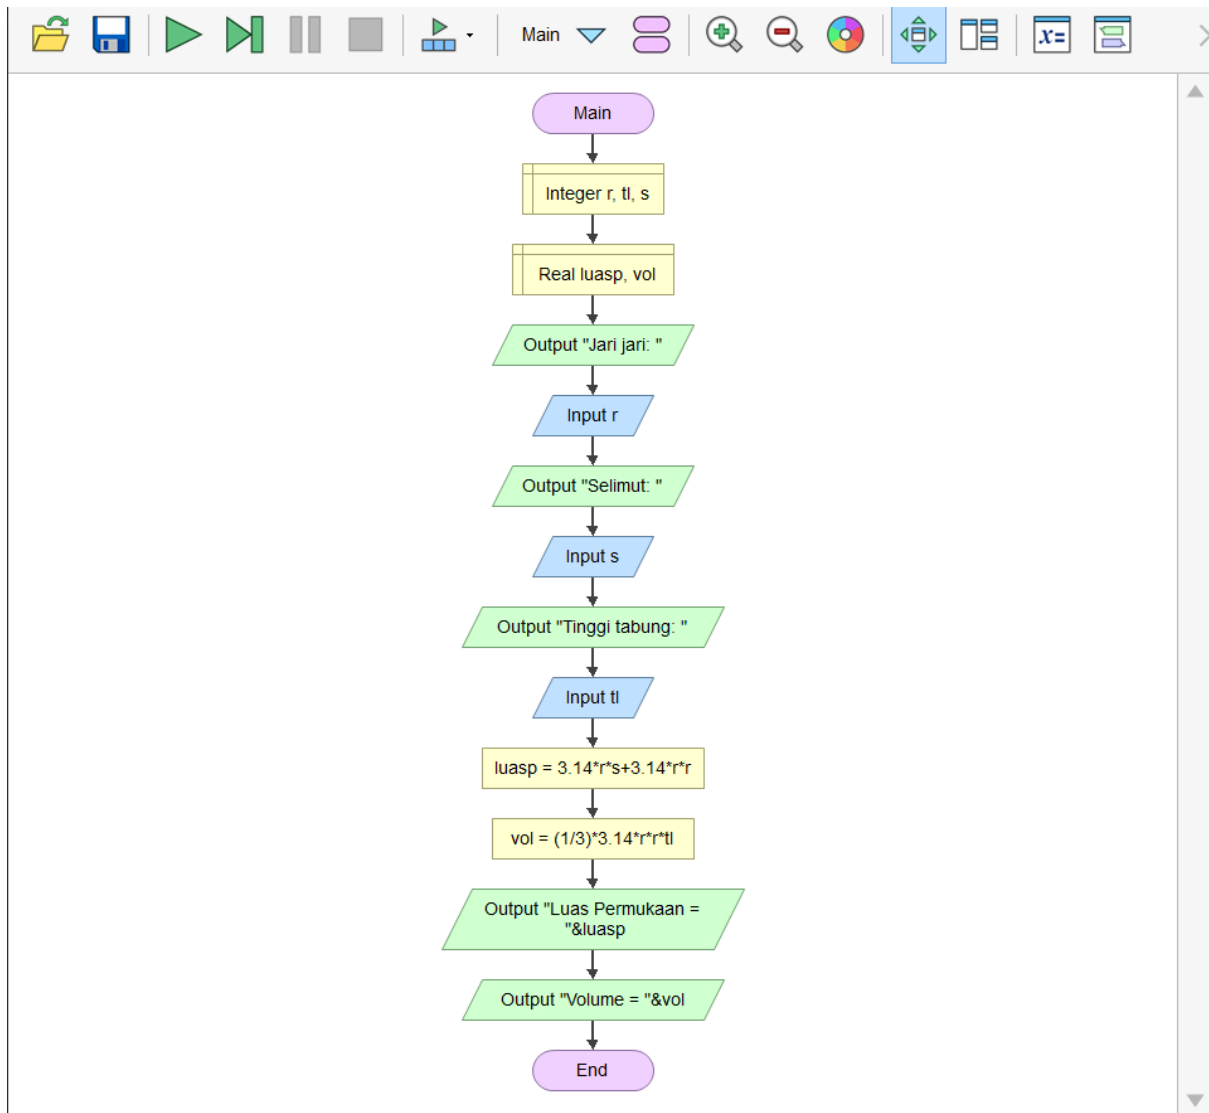 Main
x=
Main
Integer r, tl, s
Real luasp, vol
Output "Jari jari: "
Input r
Output "Selimut: "
Input s
Output "Tinggi tabung: "
Input tl
luasp = 3.14*r*s+3.14*r*r
vol = (1/3)*3.14*r*r*tl
Output "Luas Permukaan =
"&luasp
Output "Volume = "&vol
End